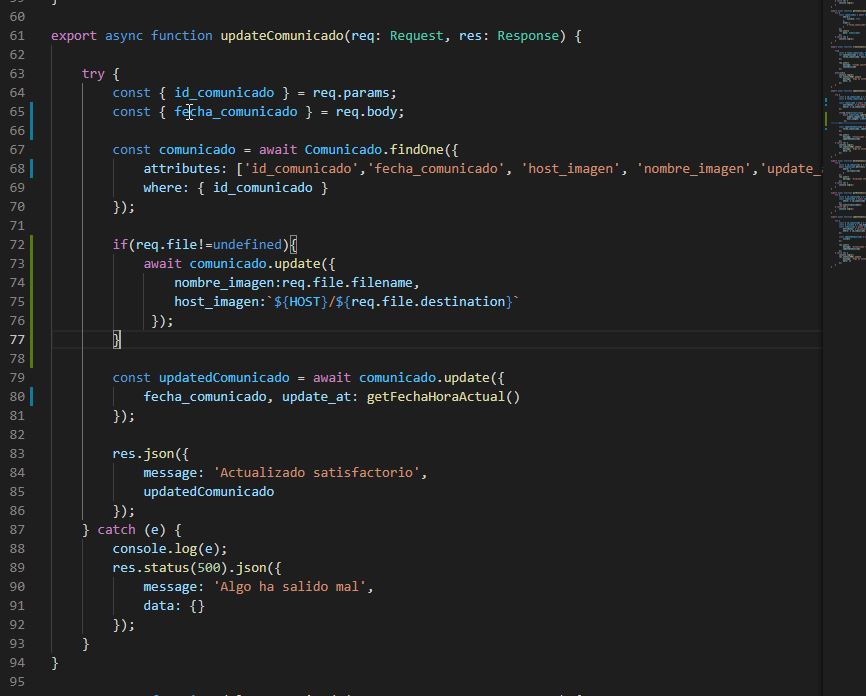 60
61 export async function updateComunicado(req: Request, res: Response) {
62
63 try {
64 const { id_comunicado } = req.params;
65 const { fecha_comunicado } = req.body;
66
67 const comunicado = await Comunicado.findOne({
68 attributes: ['id_comunicado','fecha_comunicado', 'host_imagen', 'nombre_imagen','update_
69 where: { id_comunicado }
70 });
71
72 if(req.file!=undefined){
73 await comunicado.update({
74 nombre_imagen:req.file.filename,
75 host_imagen:`${HOST}/${req.file.destination}`
76 });
77 }
78
79 const updatedComunicado = await comunicado.update({
80 fecha_comunicado, update_at: getFechaHoraActual()
81 });
82
83 res.json({
84 message: 'Actualizado satisfactorio',
85 updatedComunicado
86 });
87 } catch (e) {
88 console.log(e);
89 res.status(500).json({
90 message: 'Algo ha salido mal',
91 data: {}
92 });
93 }
94 }
95